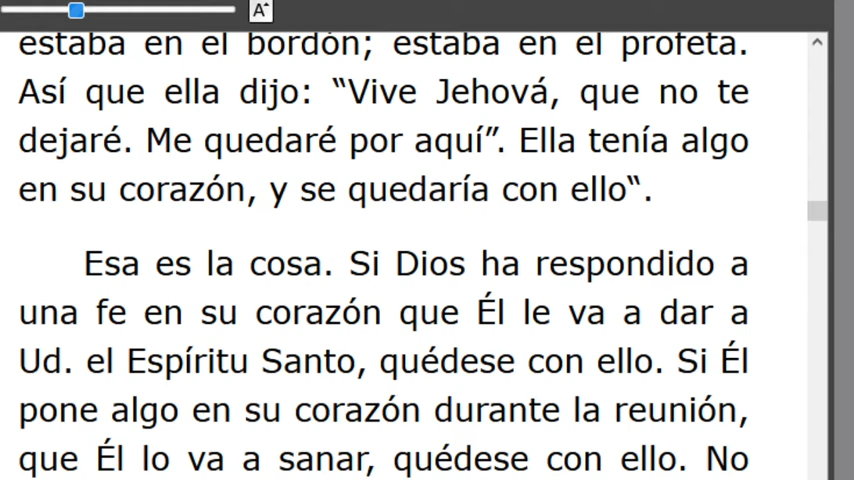 A
estaba en el bordón; estaba en el profeta.
Así que ella dijo: “Vive Jehová, que no te
dejaré. Me quedaré por aquí”. Ella tenía algo
en su corazón, y se quedaría con ello“.
Esa es la cosa. Si Dios ha respondido a
una fe en su corazón que Él le va a dar a
Ud. el Espíritu Santo, quédese con ello. Si Él
pone algo en su corazón durante la reunión,
que Él lo va a sanar, quédese con ello. No